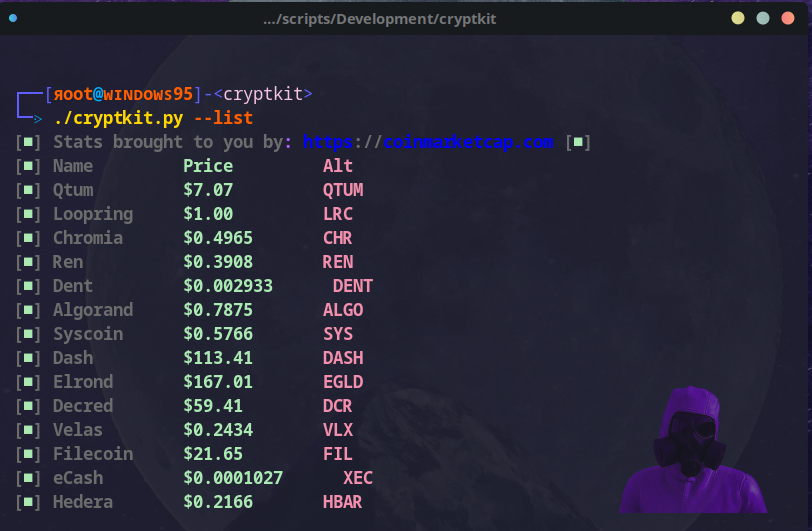 .../scripts/Development/cryptkit
[Яoot@ᴡɪɴᴅᴏᴡs95]-<cryptkit>
> ./cryptkit.py --list
[■] Stats brought to you by: https://coinmarketcap.com [■]
[■] Name Price Alt
[■] Qtum $7.07 QTUM
[■] Loopring $1.00 LRC
[■] Chromia $0.4965 CHR
[■] Ren $0.3908 REN
[■] Dent $0.002933 DENT
[■] Algorand $0.7875 ALGO
[■] Syscoin $0.5766 SYS
[■] Dash $113.41 DASH
[■] Elrond $167.01 EGLD
[■] Decred $59.41 DCR
[■] Velas $0.2434 VLX
[■] Filecoin $21.65 FIL
[■] eCash $0.0001027 XEC
[■] Hedera $0.2166 HBAR